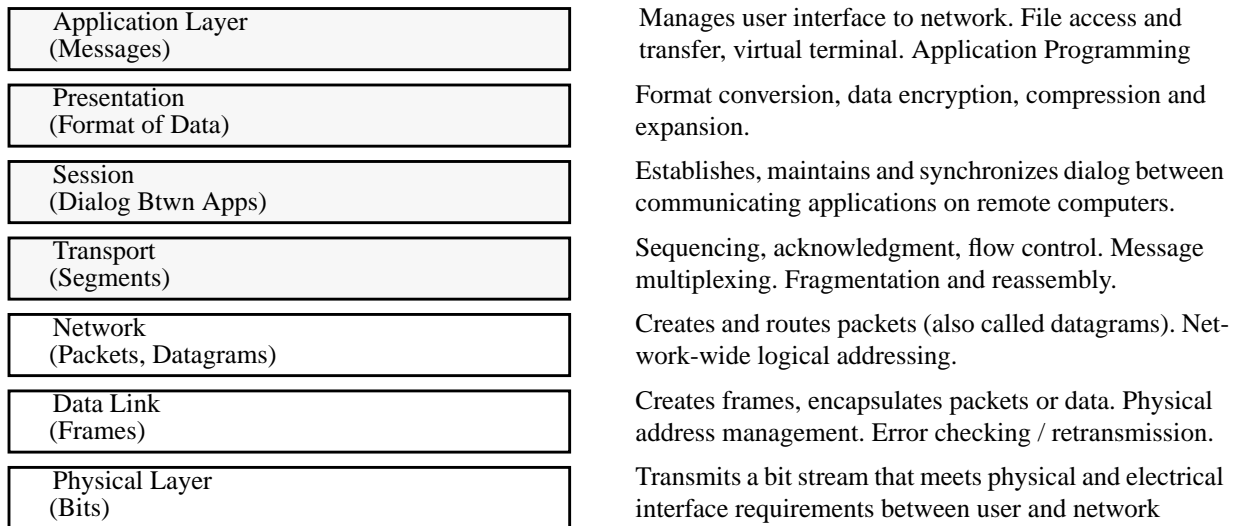 Application Layer
(Messages)
Manages user interface to network. File access and
transfer, virtual terminal. Application Programming
Presentation
(Format of Data)
Format conversion, data encryption, compression and
expansion.
Session
(Dialog Btwn Apps)
Establishes, maintains and synchronizes dialog between
communicating applications on remote computers.
Transport
(Segments)
Sequencing, acknowledgment, flow control. Message
multiplexing. Fragmentation and reassembly.
Network
(Packets, Datagrams)
Creates and routes packets (also called datagrams). Net-
work-wide logical addressing.
Data Link
(Frames)
Creates frames, encapsulates packets or data. Physical
address management. Error checking / retransmission.
Physical Layer
(Bits)
Transmits a bit stream that meets physical and electrical
interface requirements between user and network